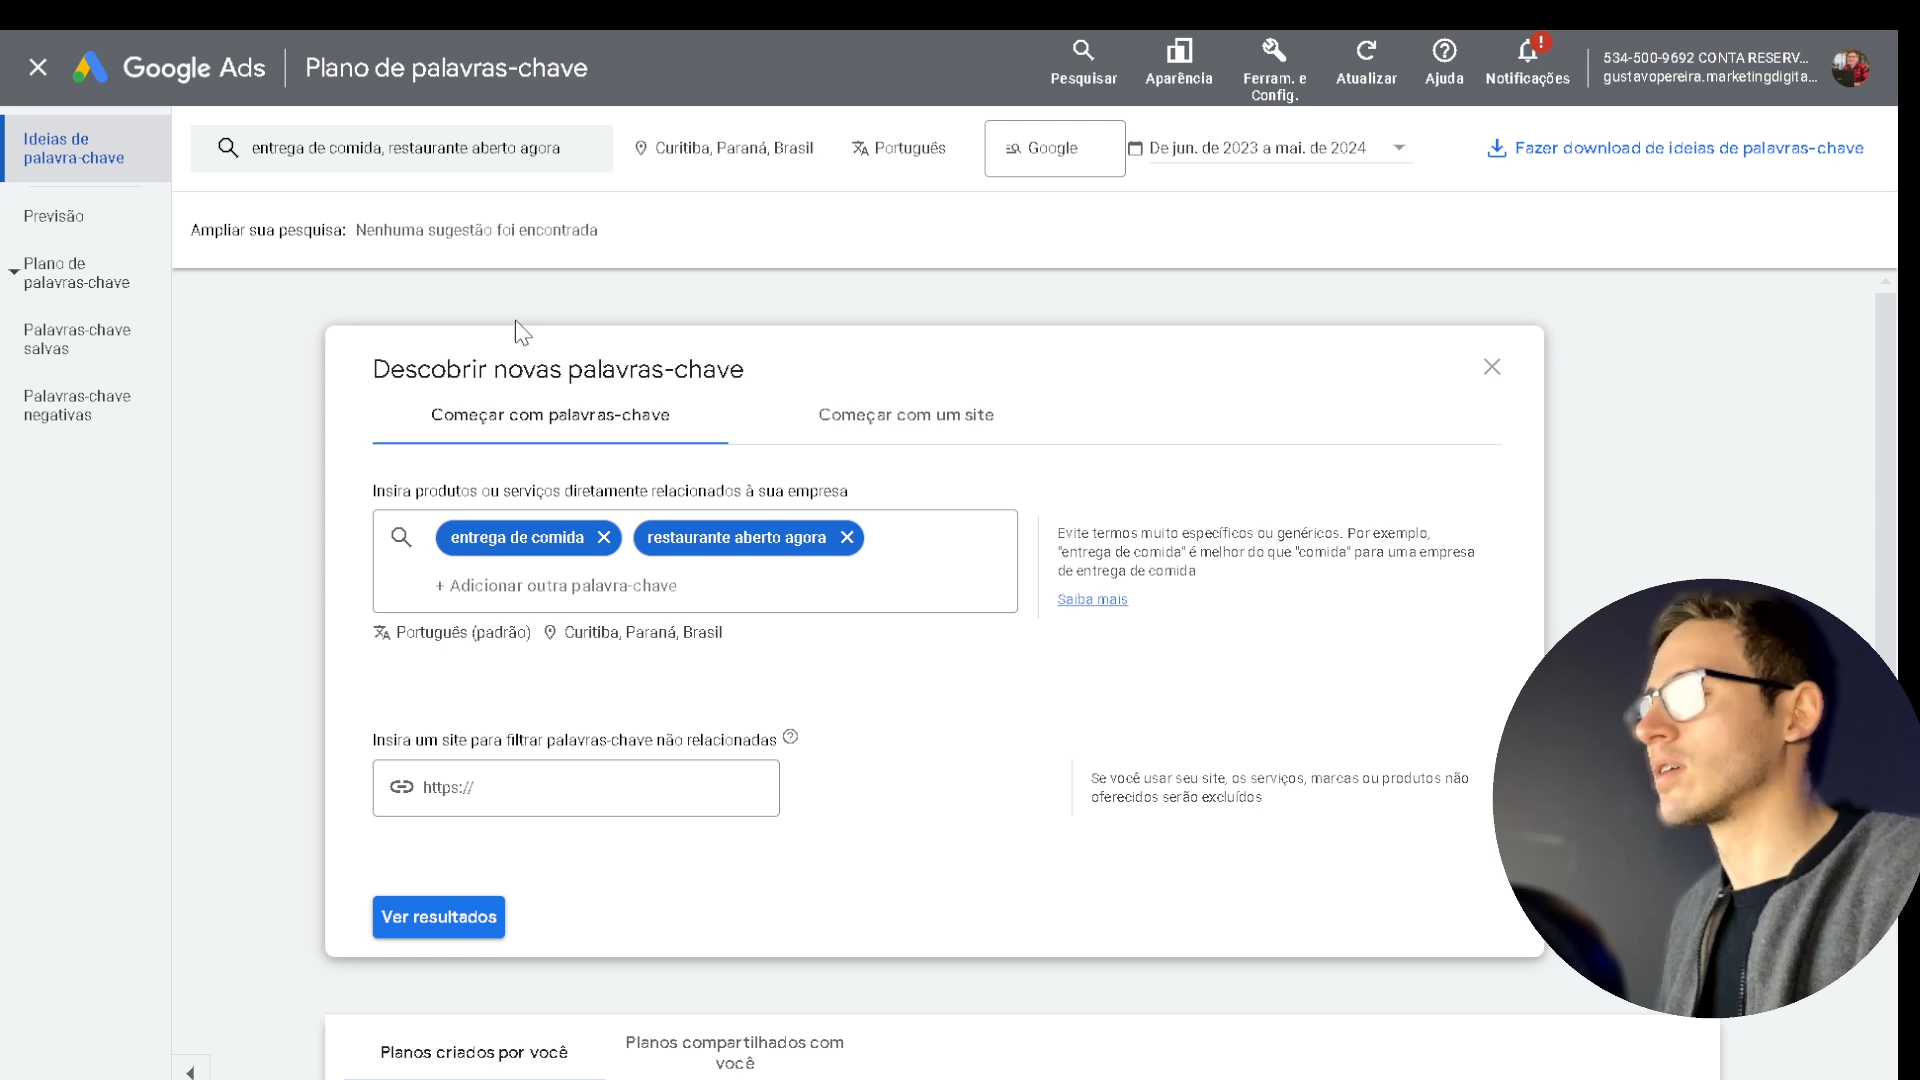 Google Ads
Plano de palavras-chave
Pesquisar
Aparência
Ferram. e
Config.
Atualizar
Ajuda
!
Notificações
534-500-9692 CONTA RESERV...
gustavopereira.marketingdigita...
Ideias de
palavra-chave
Previsão
Plano de
palavras-chave
Palavras-chave
salvas
Palavras-chave
negativas
entrega de comida, restaurante aberto agora
Curitiba, Paraná, Brasil
Português
Google
De jun. de 2023 a mai. de 2024
Fazer download de ideias de palavras-chave
Ampliar sua pesquisa: Nenhuma sugestão foi encontrada
Descobrir novas palavras-chave
Começar com palavras-chave
Começar com um site
Insira produtos ou serviços diretamente relacionados à sua empresa
entrega de comida
restaurante aberto agora
+ Adicionar outra palavra-chave
Evite termos muito específicos ou genéricos. Por exemplo,
"entrega de comida" é melhor do que "comida" para uma empresa
de entrega de comida
Saiba mais
Português (padrão)
Curitiba, Paraná, Brasil
Insira um site para filtrar palavras-chave não relacionadas
https://
Se você usar seu site, os serviços, marcas ou produtos não
oferecidos serão excluídos
Ver resultados
Planos criados por você
Planos compartilhados com
você